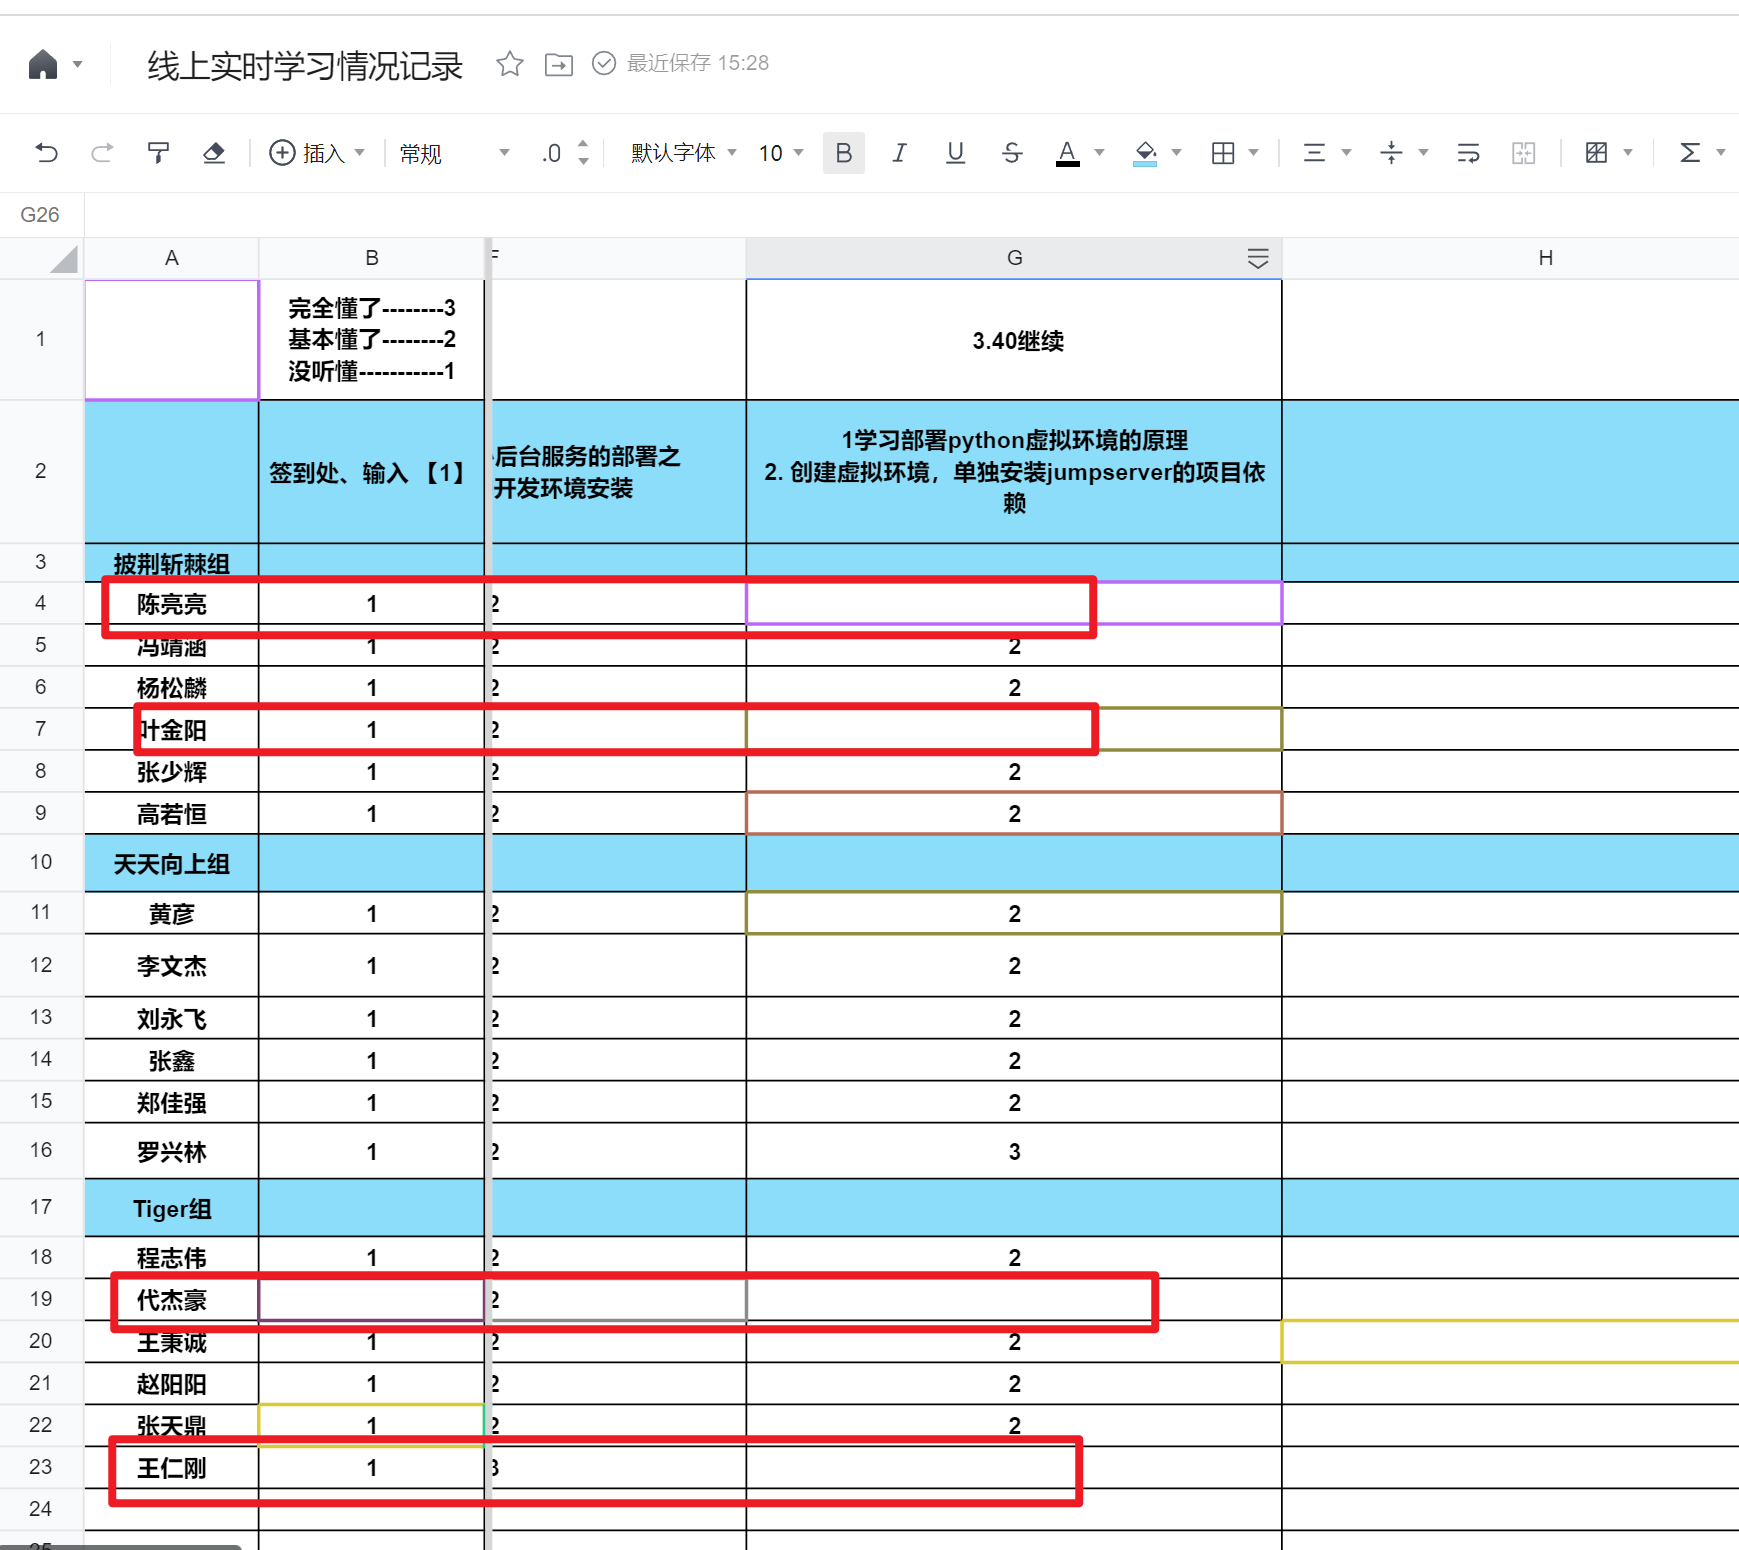 线上实时学习情况记录
最近保存 15:28
插入
常规
.0
默认字体
10
B
I
U
S
A
Σ
G26
A
B
F
G
H
1
完全懂了--------3
基本懂了--------2
没听懂-----------1
3.40继续
2
签到处、输入 【1】
后台服务的部署之
开发环境安装
1学习部署python虚拟环境的原理
2. 创建虚拟环境，单独安装jumpserver的项目依
赖
3 披荆斩棘组
4 陈亮亮 1 2
5 冯靖涵 1 2 2
6 杨松麟 1 2 2
7 叶金阳 1 2
8 张少辉 1 2 2
9 高若恒 1 2 2
10 天天向上组
11 黄彦 1 2 2
12 李文杰 1 2 2
13 刘永飞 1 2 2
14 张鑫 1 2 2
15 郑佳强 1 2 2
16 罗兴林 1 2 3
17 Tiger组
18 程志伟 1 2 2
19 代杰豪 2
20 王秉诚 1 2 2
21 赵阳阳 1 2 2
22 张天鼎 1 2 2
23 王仁刚 1 3
24
25